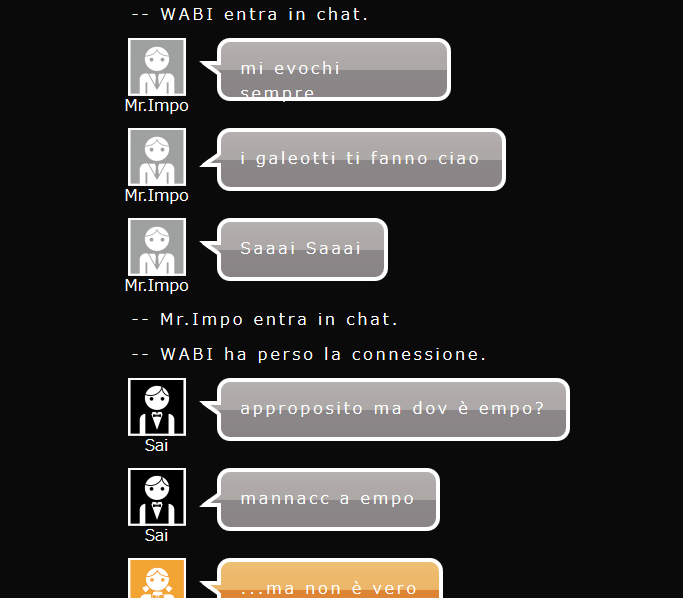 -- WABI entra in chat.
mi evochi
sempre
Mr.Impo
i galeotti ti fanno ciao
Mr.Impo
Saaai Saaai
Mr.Impo
-- Mr.Impo entra in chat.
-- WABI ha perso la connessione.
approposito ma dov è empo?
Sai
mannacc a empo
Sai
...ma non è vero